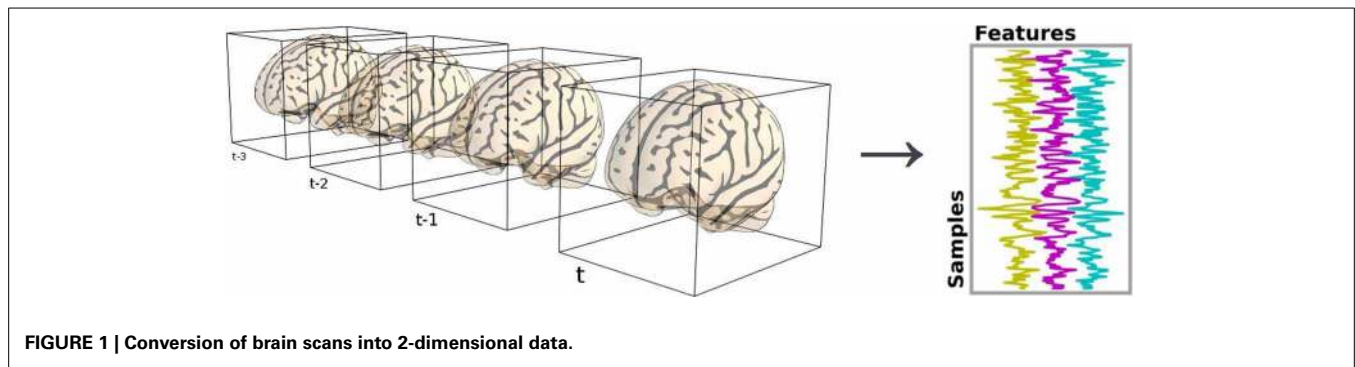 t-3
t-2
t-1
t
Features
Samples
FIGURE 1 | Conversion of brain scans into 2-dimensional data.